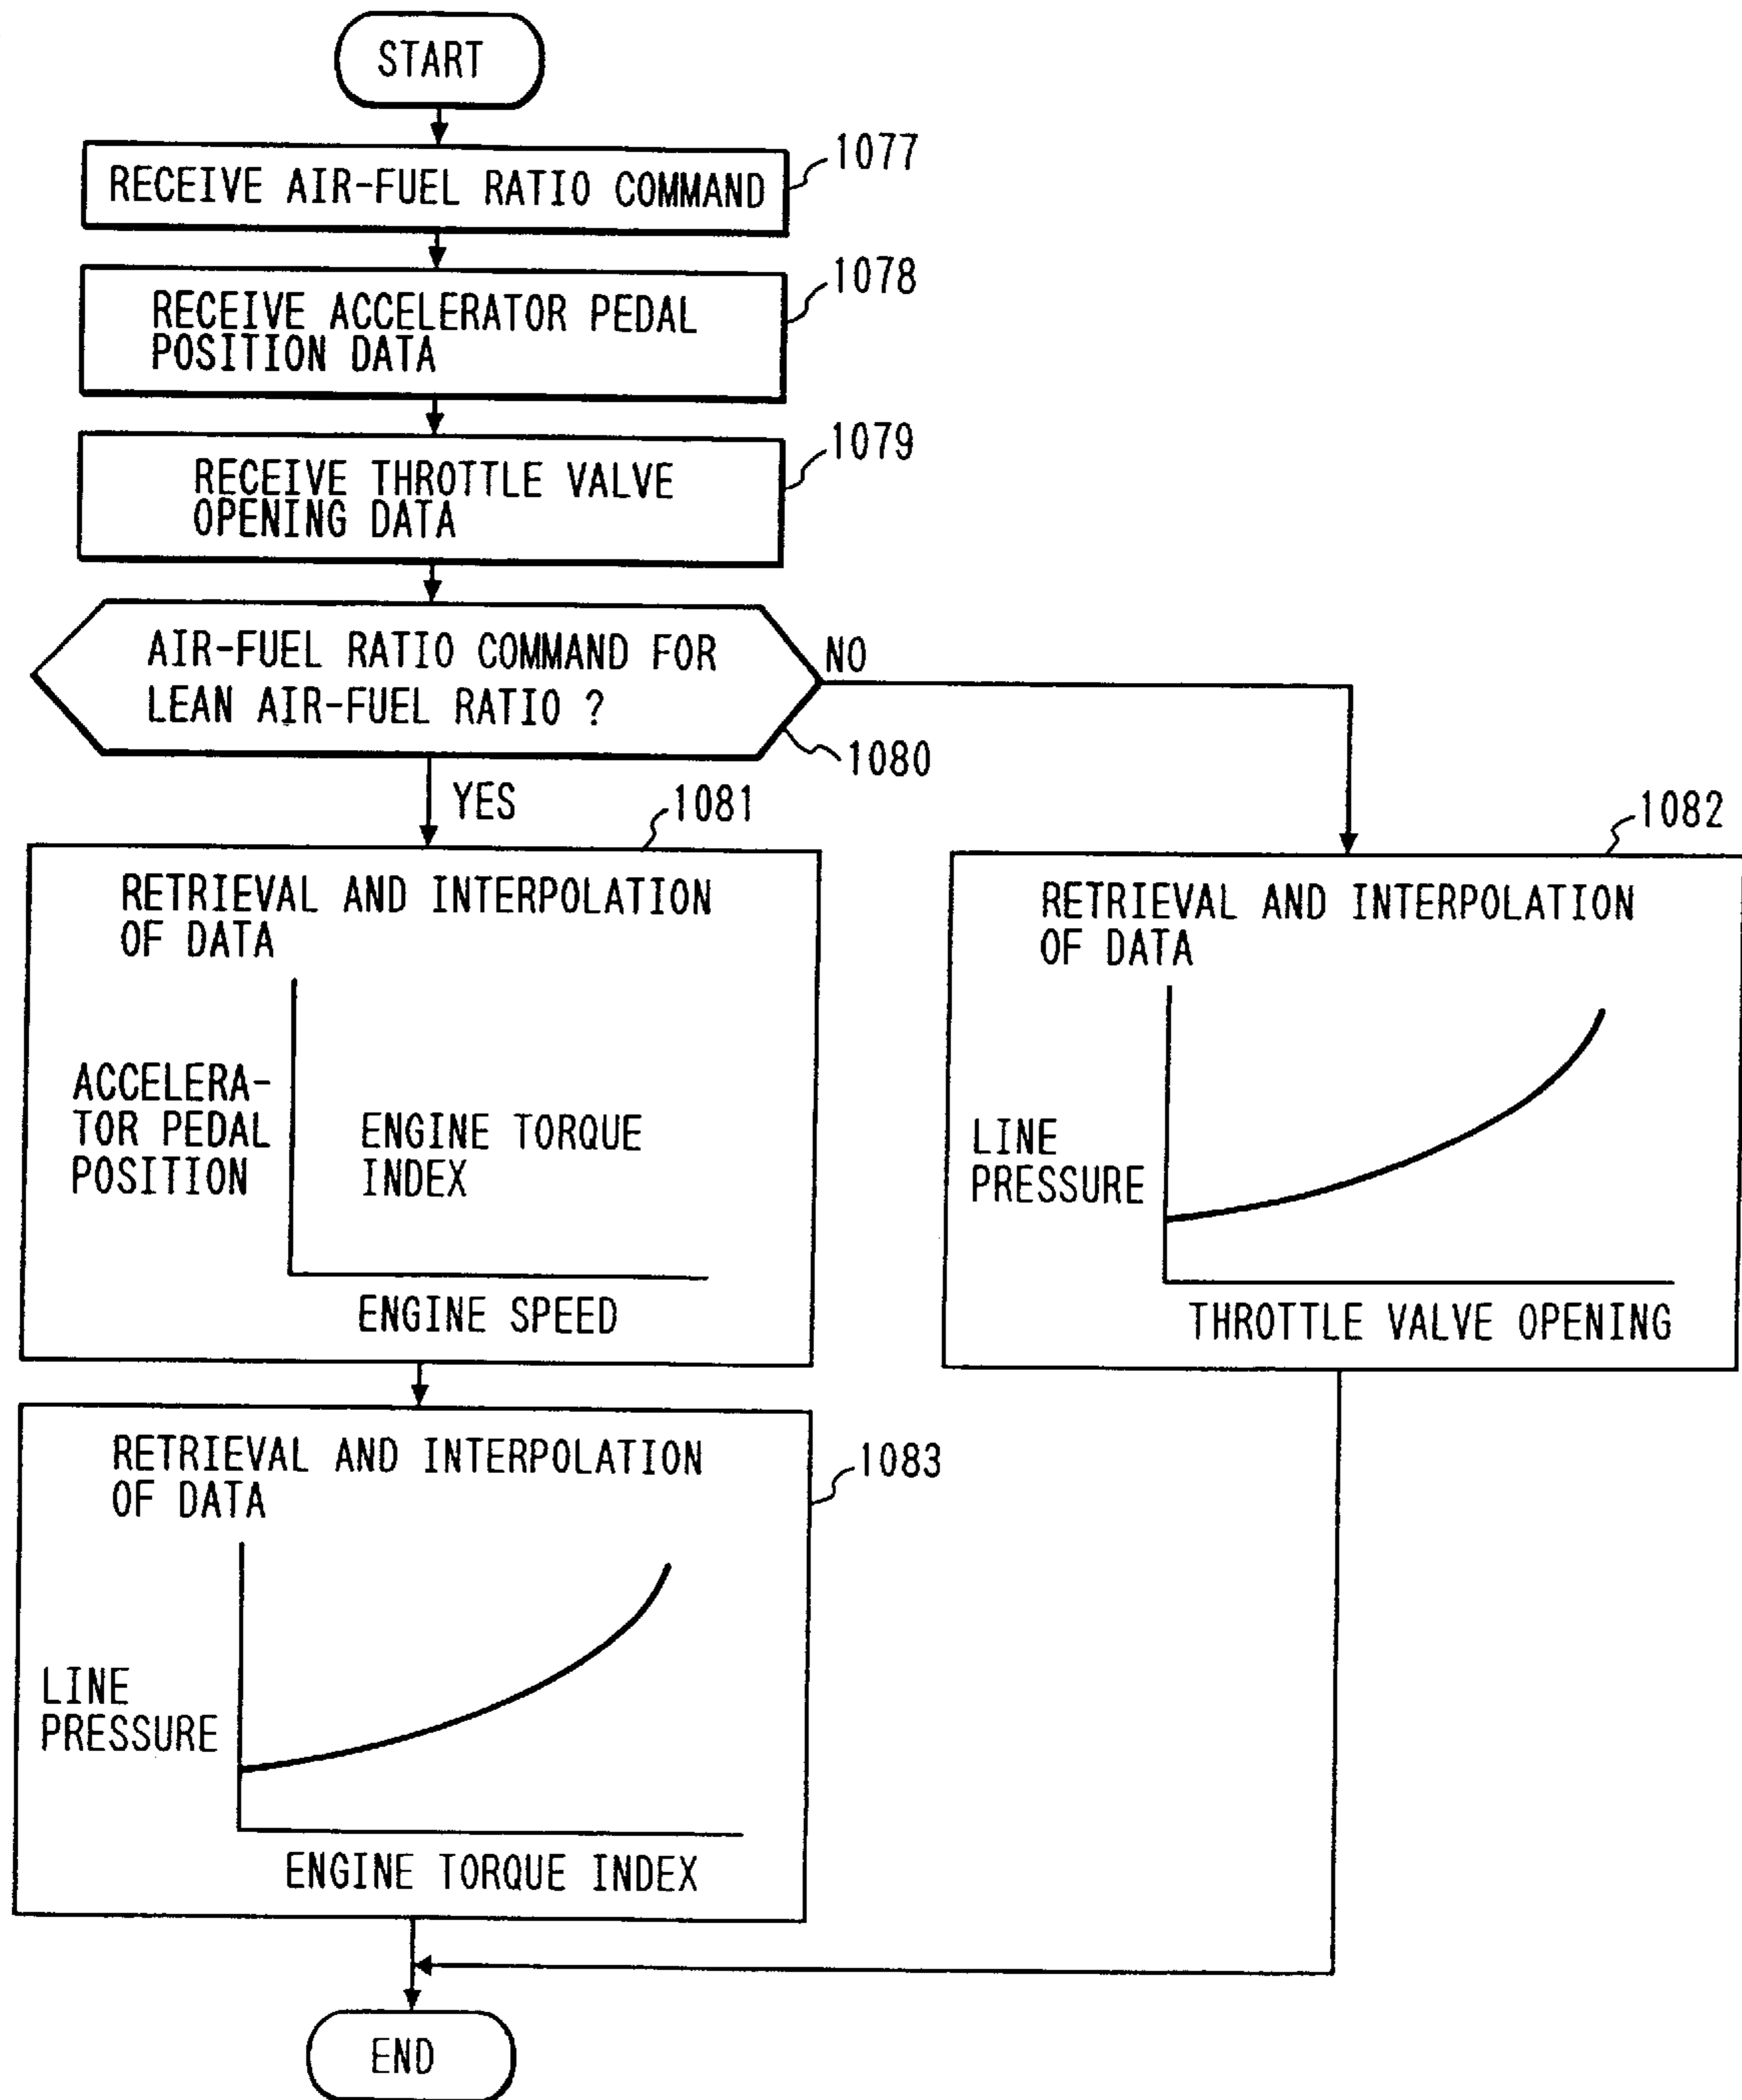 START
RECEIVE AIR-FUEL RATIO COMMAND
1077
RECEIVE ACCELERATOR PEDAL
POSITION DATA
1078
RECEIVE THROTTLE VALVE
OPENING DATA
1079
AIR-FUEL RATIO COMMAND FOR
LEAN AIR-FUEL RATIO ?
NO
1080
YES
1081
RETRIEVAL AND INTERPOLATION
OF DATA
ACCELERA-
TOR PEDAL
POSITION
ENGINE TORQUE
INDEX
ENGINE SPEED
1082
RETRIEVAL AND INTERPOLATION
OF DATA
LINE
PRESSURE
THROTTLE VALVE OPENING
1083
RETRIEVAL AND INTERPOLATION
OF DATA
LINE
PRESSURE
ENGINE TORQUE INDEX
END